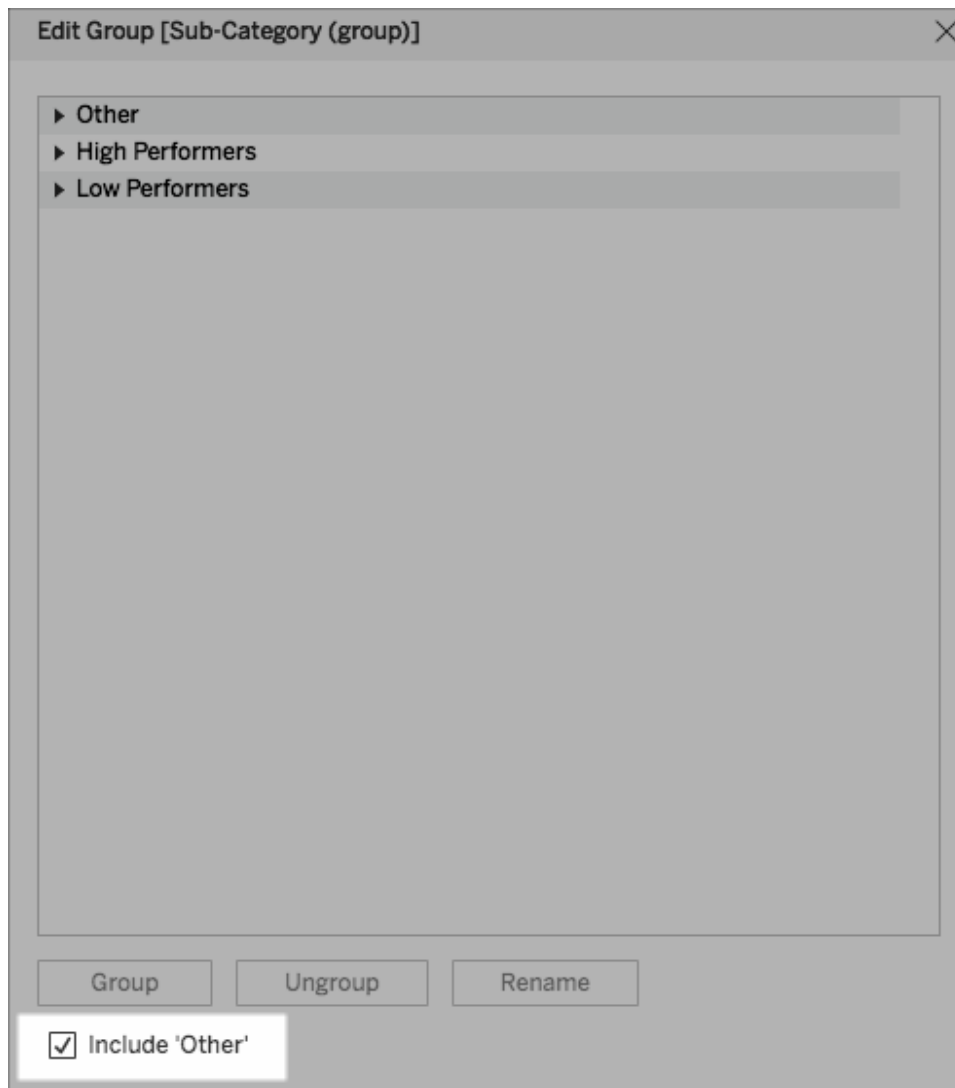 Edit Group [Sub-Category (group)]
Other
High Performers
Low Performers
Group Ungroup Rename
Include 'Other'